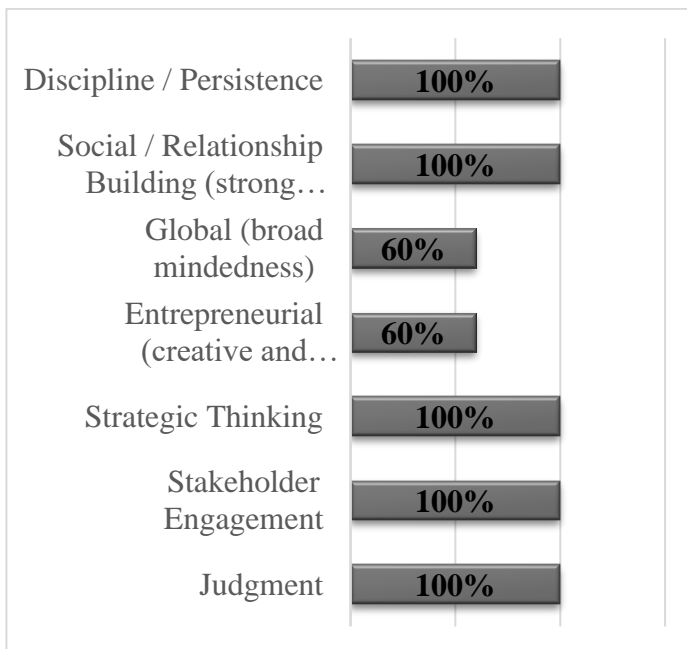 Discipline / Persistence
100%
Social / Relationship
Building (strong…
100%
Global (broad
mindedness)
60%
Entrepreneurial
(creative and…
60%
Strategic Thinking
100%
Stakeholder
Engagement
100%
Judgment
100%